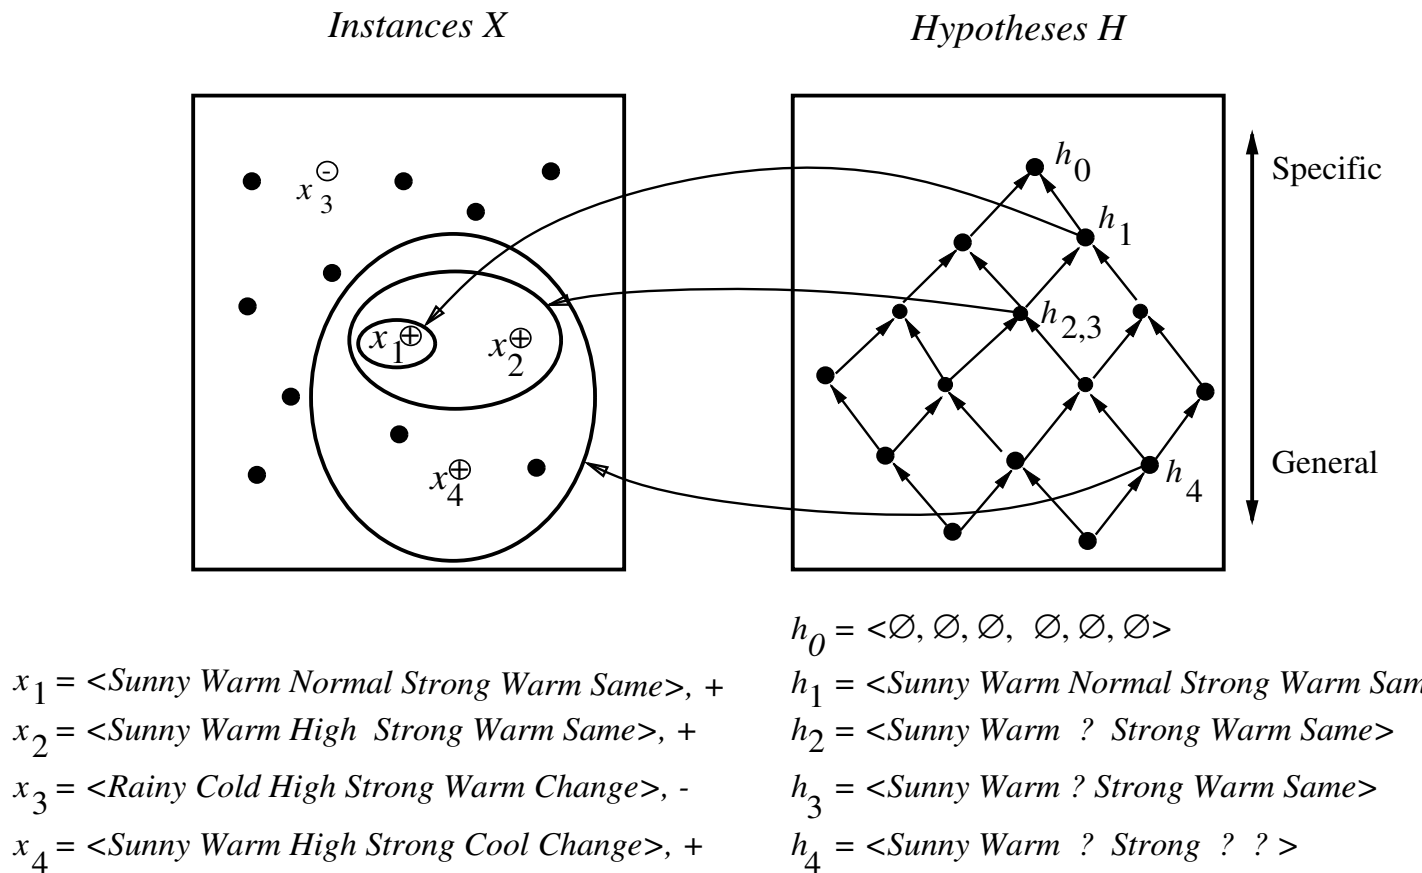 Instances X
Hypotheses H
h0
Specific
x3 -
h1
h2,3
x1 +
x2 +
General
x4 +
h4
h0 = <∅, ∅, ∅, ∅, ∅, ∅>
x1 = <Sunny Warm Normal Strong Warm Same>, +
h1 = <Sunny Warm Normal Strong Warm Sam
x2 = <Sunny Warm High Strong Warm Same>, +
h2 = <Sunny Warm ? Strong Warm Same>
x3 = <Rainy Cold High Strong Warm Change>, -
h3 = <Sunny Warm ? Strong Warm Same>
x4 = <Sunny Warm High Strong Cool Change>, +
h4 = <Sunny Warm ? Strong ? ? >